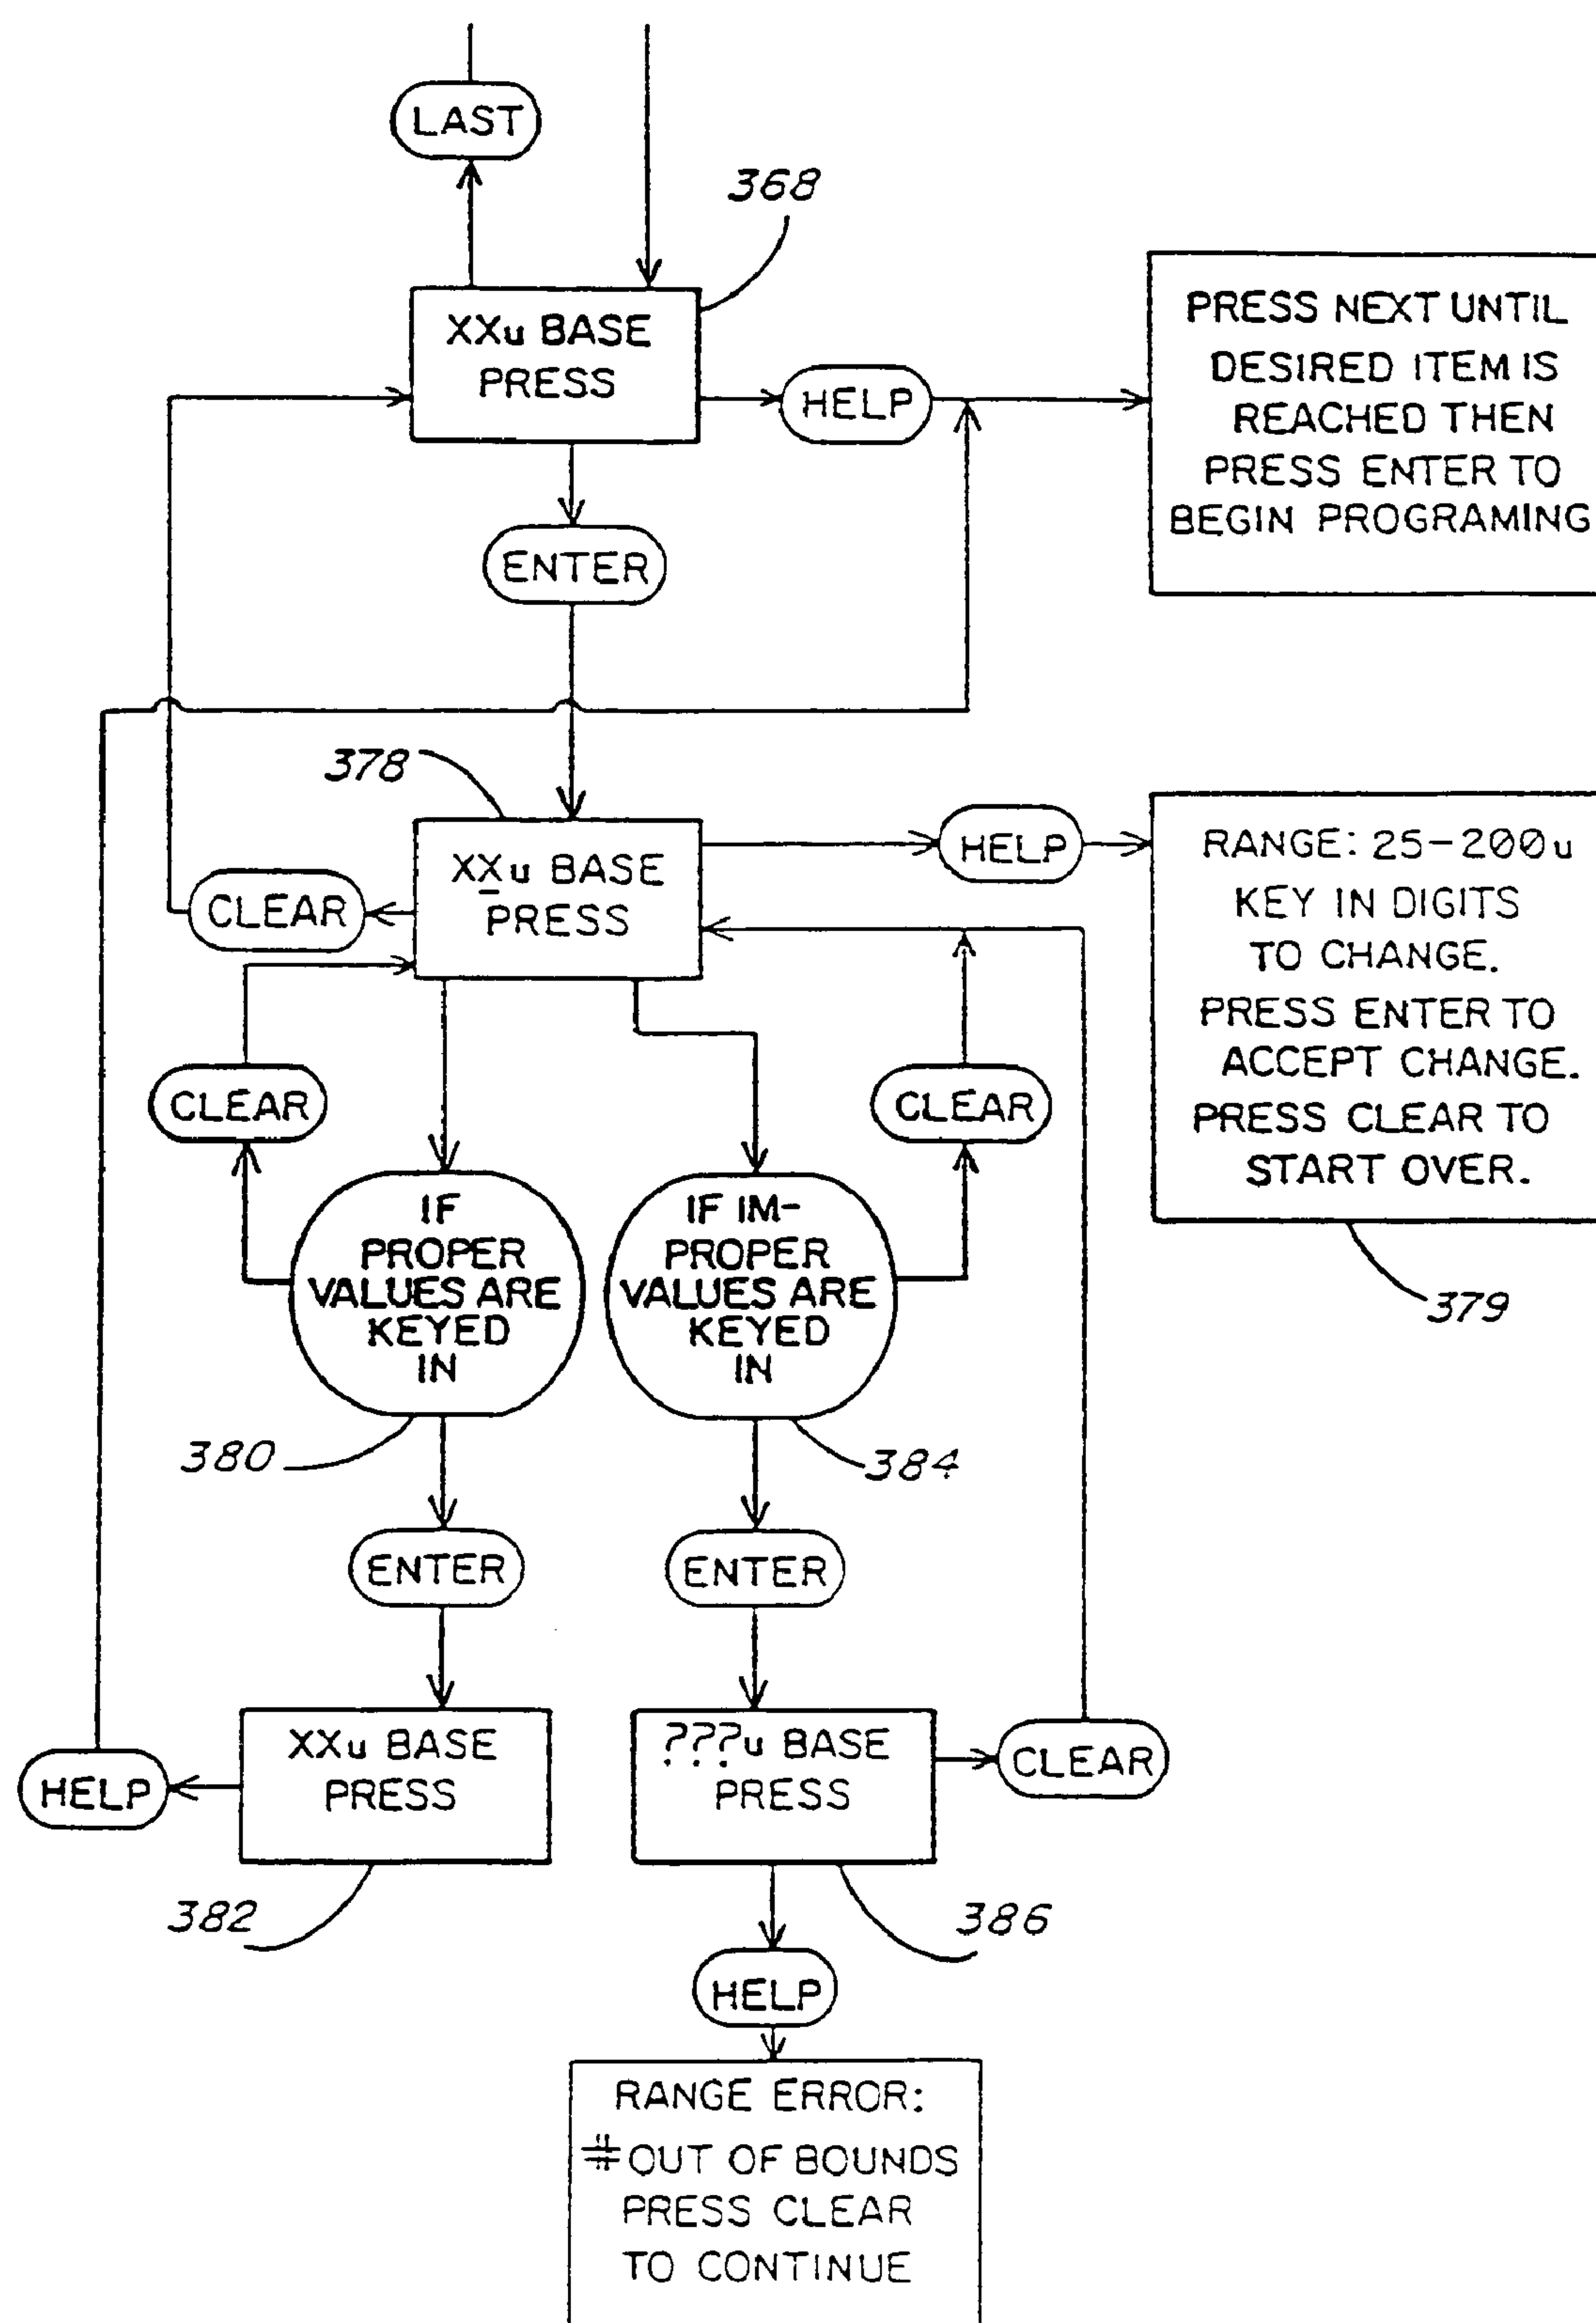 LAST
368
XXu BASE
PRESS
HELP
PRESS NEXT UNTIL
DESIRED ITEM IS
REACHED THEN
PRESS ENTER TO
BEGIN PROGRAMING
ENTER
378
XXu BASE
PRESS
CLEAR
HELP
RANGE: 25-200u
KEY IN DIGITS
TO CHANGE.
PRESS ENTER TO
ACCEPT CHANGE.
PRESS CLEAR TO
START OVER.
379
CLEAR
CLEAR
IF
PROPER
VALUES ARE
KEYED
IN
380
IF IM-
PROPER
VALUES ARE
KEYED
IN
384
ENTER
ENTER
HELP
XXu BASE
PRESS
382
???u BASE
PRESS
386
CLEAR
HELP
RANGE ERROR:
#OUT OF BOUNDS
PRESS CLEAR
TO CONTINUE